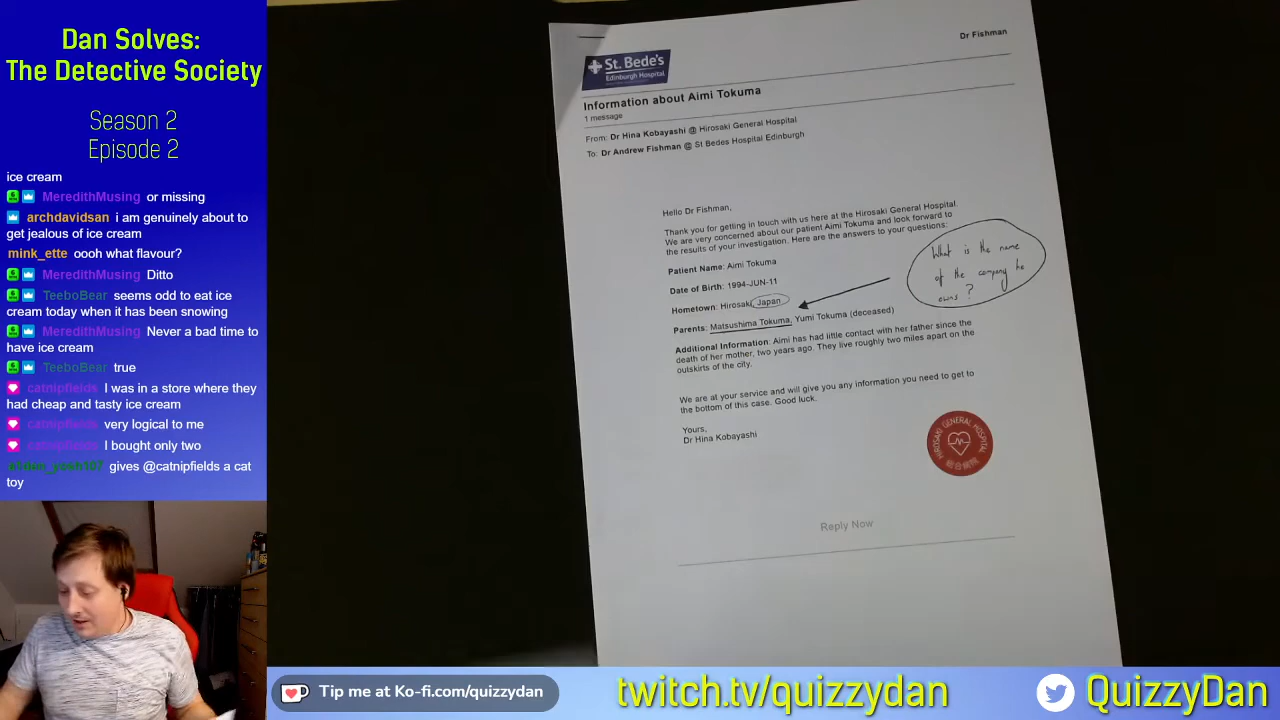 Dan Solves:
The Detective Society
Season 2
Episode 2
ice cream
MeredithMusing or missing
archdavidsan i am genuinely about to
get jealous of ice cream
mink_ette oooh what flavour?
MeredithMusing Ditto
TeeboBear seems odd to eat ice
cream today when it has been snowing
MeredithMusing Never a bad time to
have ice cream
TeeboBear true
catnipfields I was in a store where they
had cheap and tasty ice cream
catnipfields very logical to me
catnipfields I bought only two
gives @catnipfields a cat
toy
Dr Fishman
St. Bede's
Edinburgh Hospital
Information about Aimi Tokuma
1 message
From: Dr Hina Kobayashi @ Hirosaki General Hospital
To: Dr Andrew Fishman @ St Bedes Hospital Edinburgh
Hello Dr Fishman,
Thank you for getting in touch with us here at the Hirosaki General Hospital.
We are very concerned about our patient Aimi Tokuma and look forward to
the results of your investigation. Here are the answers to your questions:
Patient Name: Aimi Tokuma
Date of Birth: 1994-JUN-11
Hometown: Hirosaki, Japan
Parents: Matsushima Tokuma, Yumi Tokuma (deceased)
Additional Information: Aimi has had little contact with her father since the
death of her mother, two years ago. They live roughly two miles apart on the
outskirts of the city.
We are at your service and will give you any information you need to get to
the bottom of this case. Good luck.
Yours,
Dr Hina Kobayashi
What is the name
of the company he
owns?
HIROSAKI GENERAL HOSPITAL
総合病院
Reply Now
Tip me at Ko-fi.com/quizzydan
twitch.tv/quizzydan
QuizzyDan